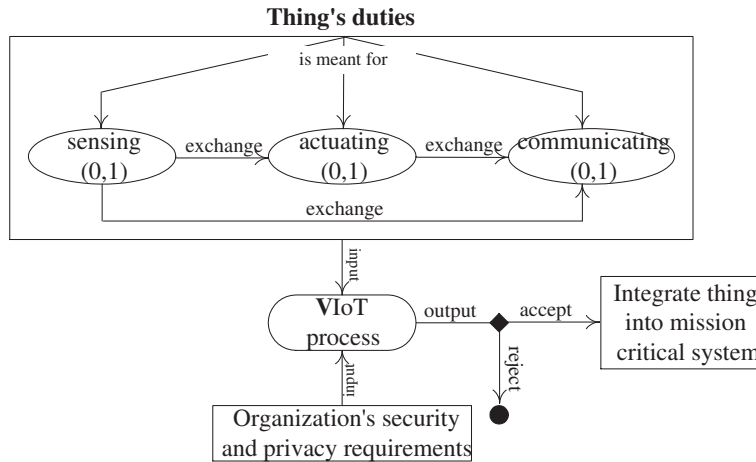 Thing's duties
is meant for
sensing
(0,1)
exchange
actuating
(0,1)
exchange
communicating
(0,1)
exchange
input
VIoT
process
output
accept
reject
Integrate thing
into mission
critical system
input
Organization's security
and privacy requirements